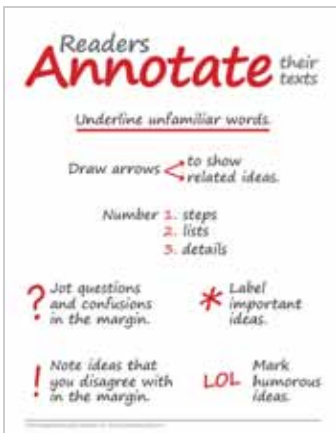 Readers
Annotate their
texts
Underline unfamiliar words.
Draw arrows to show
related ideas.
Number 1. steps
2. lists
3. details
? Jot questions
and confusions
in the margin.
* Label
important
ideas.
! Note ideas that
you disagree with
in the margin.
LOL Mark
humorous
ideas.